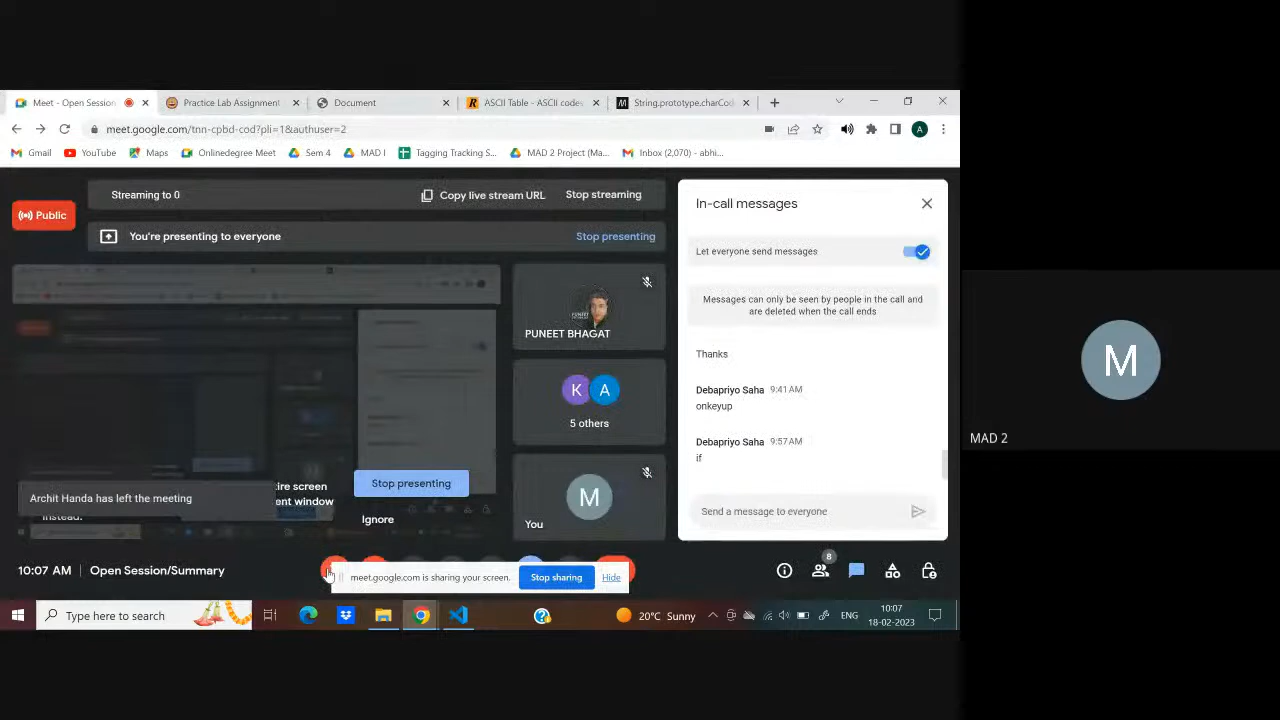 Meet - Open Session
Practice Lab Assignment
Document
ASCII Table - ASCII codes
String.prototype.charCod
meet.google.com/tnn-cpbd-cod?pli=1&authuser=2
A
Gmail
YouTube
Maps
Onlinedegree Meet
Sem 4
MAD I
Tagging Tracking S...
MAD 2 Project (Ma...
Inbox (2,070) - abhi...
Streaming to 0
Copy live stream URL
Stop streaming
Public
You're presenting to everyone
Stop presenting
In-call messages
Let everyone send messages
Messages can only be seen by people in the call and
are deleted when the call ends
Thanks
Debapriyo Saha 9:41 AM
onkeyup
Debapriyo Saha 9:57 AM
if
Send a message to everyone
PUNEET BHAGAT
K A
5 others
M
You
ire screen
ent window
instead.
Archit Handa has left the meeting
Stop presenting
Ignore
10:07 AM
Open Session/Summary
meet.google.com is sharing your screen.
Stop sharing
Hide
8
Type here to search
20°C Sunny
ENG
10:07
18-02-2023
M
MAD 2